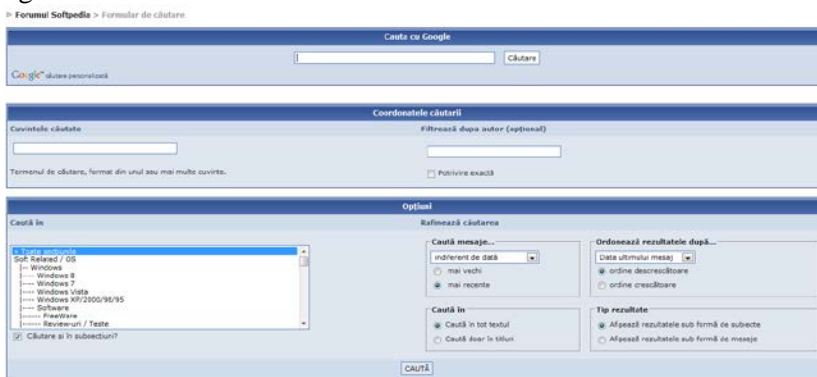 Forumul Softpedia > Formular de căutare
Cauta cu Google
Căutare
Google™ căutare personalizată
Coordonatele căutarii
Cuvintele căutate
Filtrează dupa autor (opțional)
Termenul de căutare, format din unul sau mai multe cuvinte.
Potrivire exactă
Opțiuni
Caută în
Rafinează căutarea
» Toate secțiunile
Soft Related / OS
|-- Windows
|---- Windows 8
|---- Windows 7
|---- Windows Vista
|---- Windows XP/2000/98/95
|---- Software
|------ FreeWare
|------ Review-uri / Teste
Căutare și în subsecțiuni?
Caută mesaje...
indiferent de dată
mai vechi
mai recente
Ordonează rezultatele după...
Data ultimului mesaj
ordine descrescătoare
ordine crescătoare
Caută în
Caută în tot textul
Caută doar în titluri
Tip rezultate
Afișează rezultatele sub formă de subiecte
Afișează rezultatele sub formă de mesaje
CAUTĂ